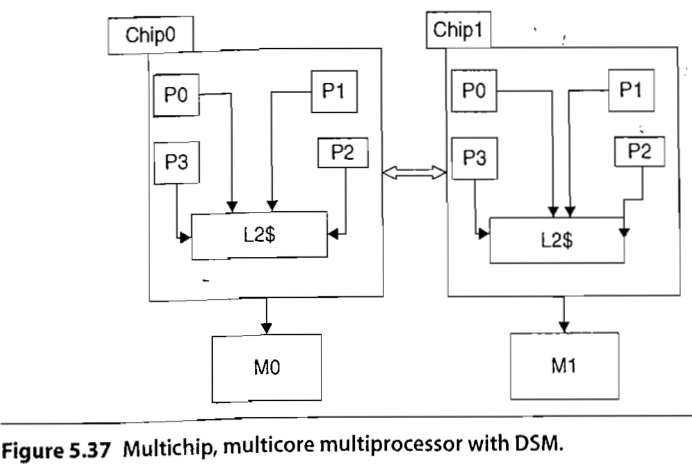 Chip0
Chip1
P0
P1
P0
P1
P3
P2
P3
P2
L2$
L2$
M0
M1
Figure 5.37 Multichip, multicore multiprocessor with DSM.